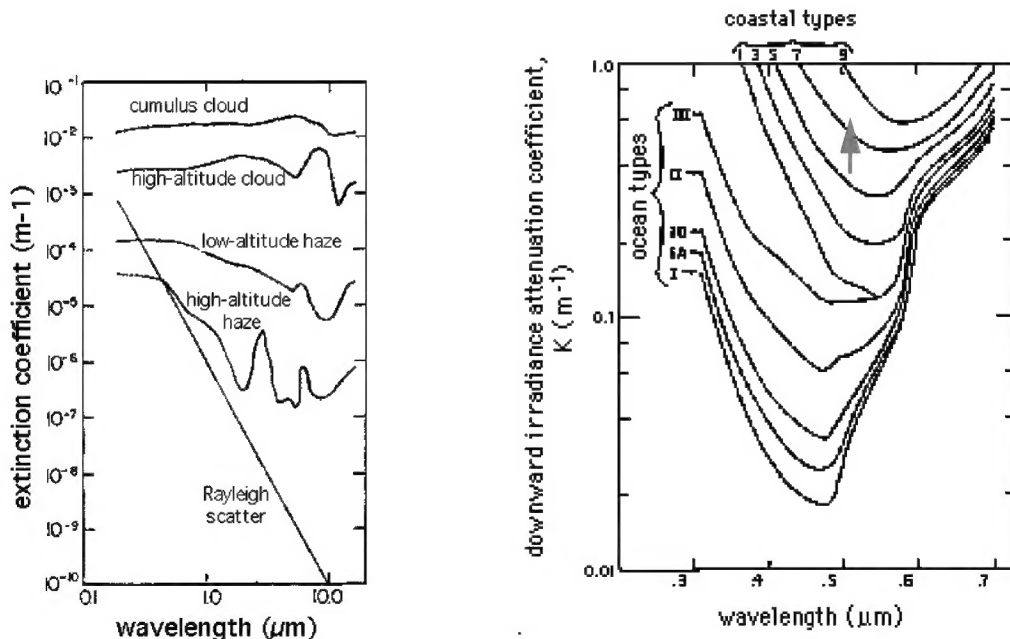 extinction coefficient (m-1)
10-1
10-2
10-3
10-4
10-5
10-6
10-7
10-8
10-9
10-10
cumulus cloud
high-altitude cloud
low-altitude haze
high-altitude
haze
Rayleigh
scatter
0.1 1.0 10.0
wavelength (μm)
coastal types
1 3 5 7 9
downward irradiance attenuation coefficient,
K (m-1)
1.0
0.1
0.01
ocean types
III
II
I
.3 .4 .5 .6 .7
wavelength (μm)